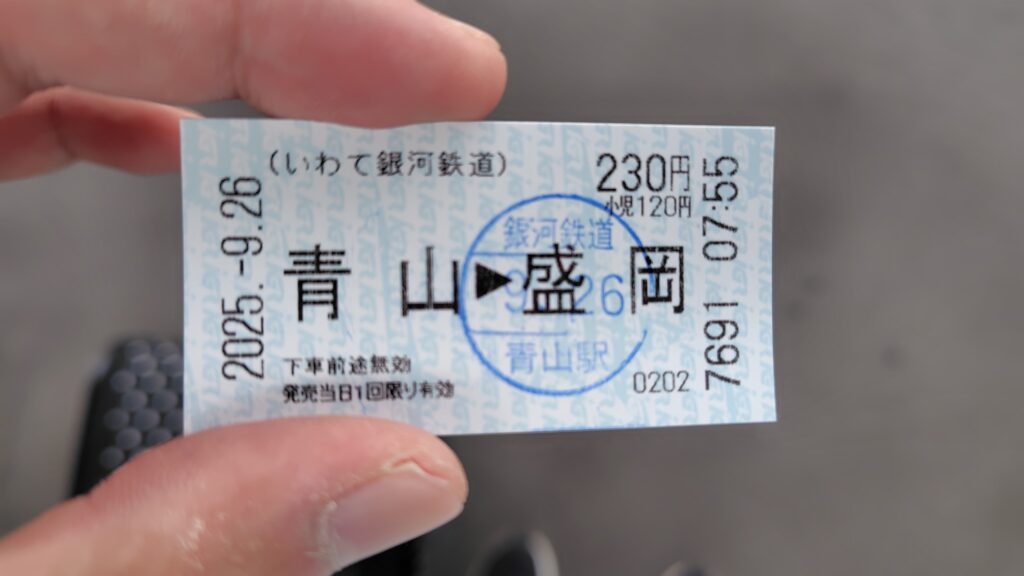 (いわて銀河鉄道)
230円
小児120円
2025.-9.26
青山▶盛岡
7691 07:55
下車前途無効
発売当日1回限り有効
0202
銀河鉄道
9. 26
青山駅